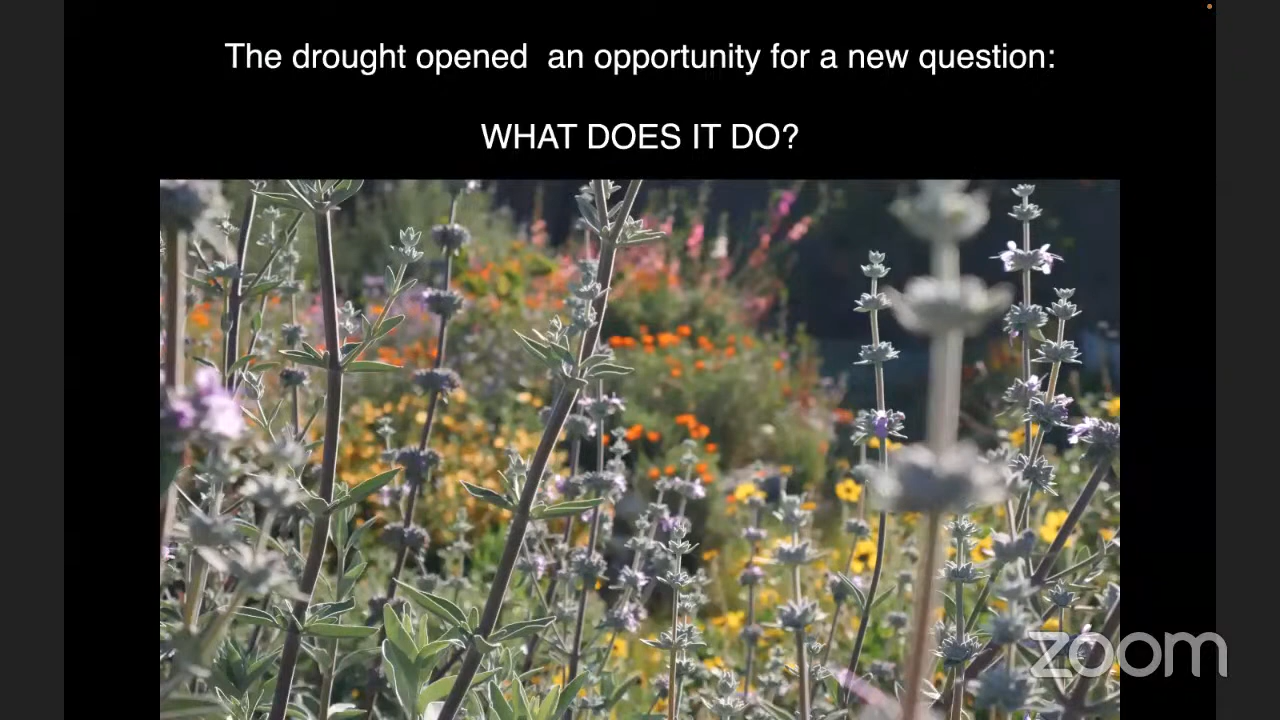 The drought opened  an opportunity for a new question:
WHAT DOES IT DO?
zoom